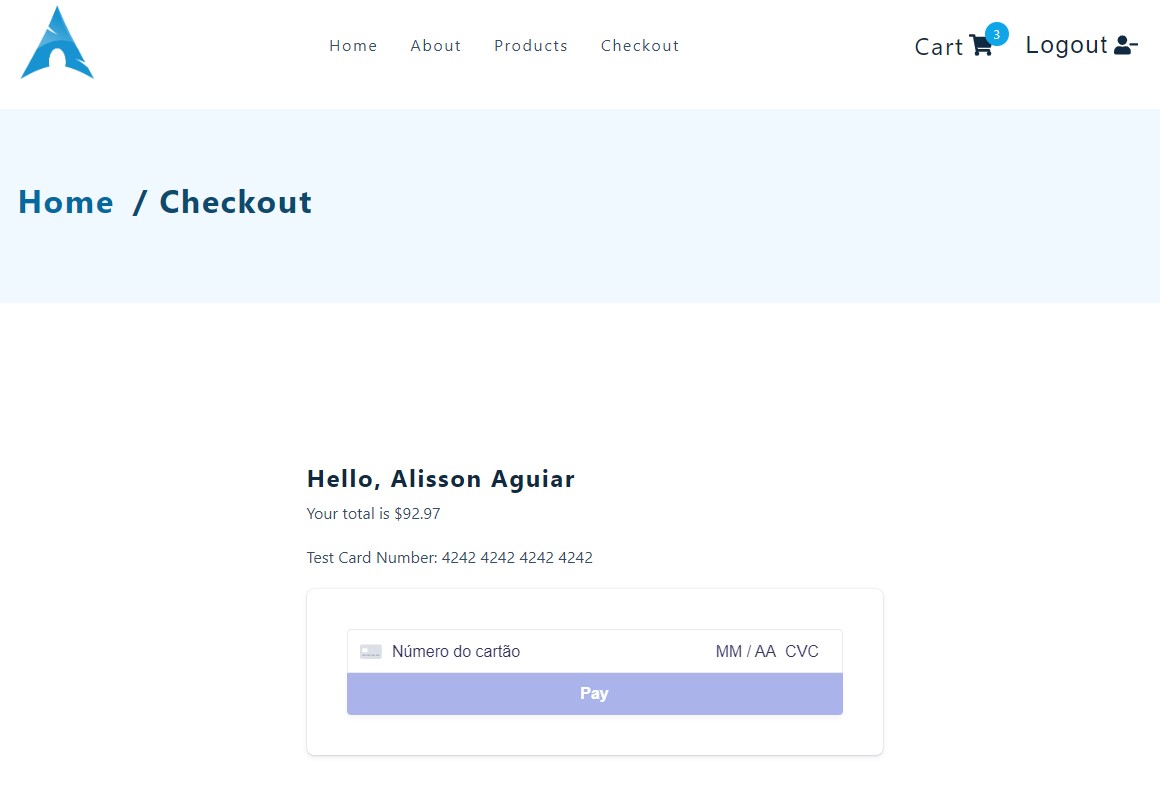 Home About Products Checkout Cart 3 Logout
Home / Checkout
Hello, Alisson Aguiar
Your total is $92.97
Test Card Number: 4242 4242 4242 4242
Número do cartão MM / AA CVC
Pay